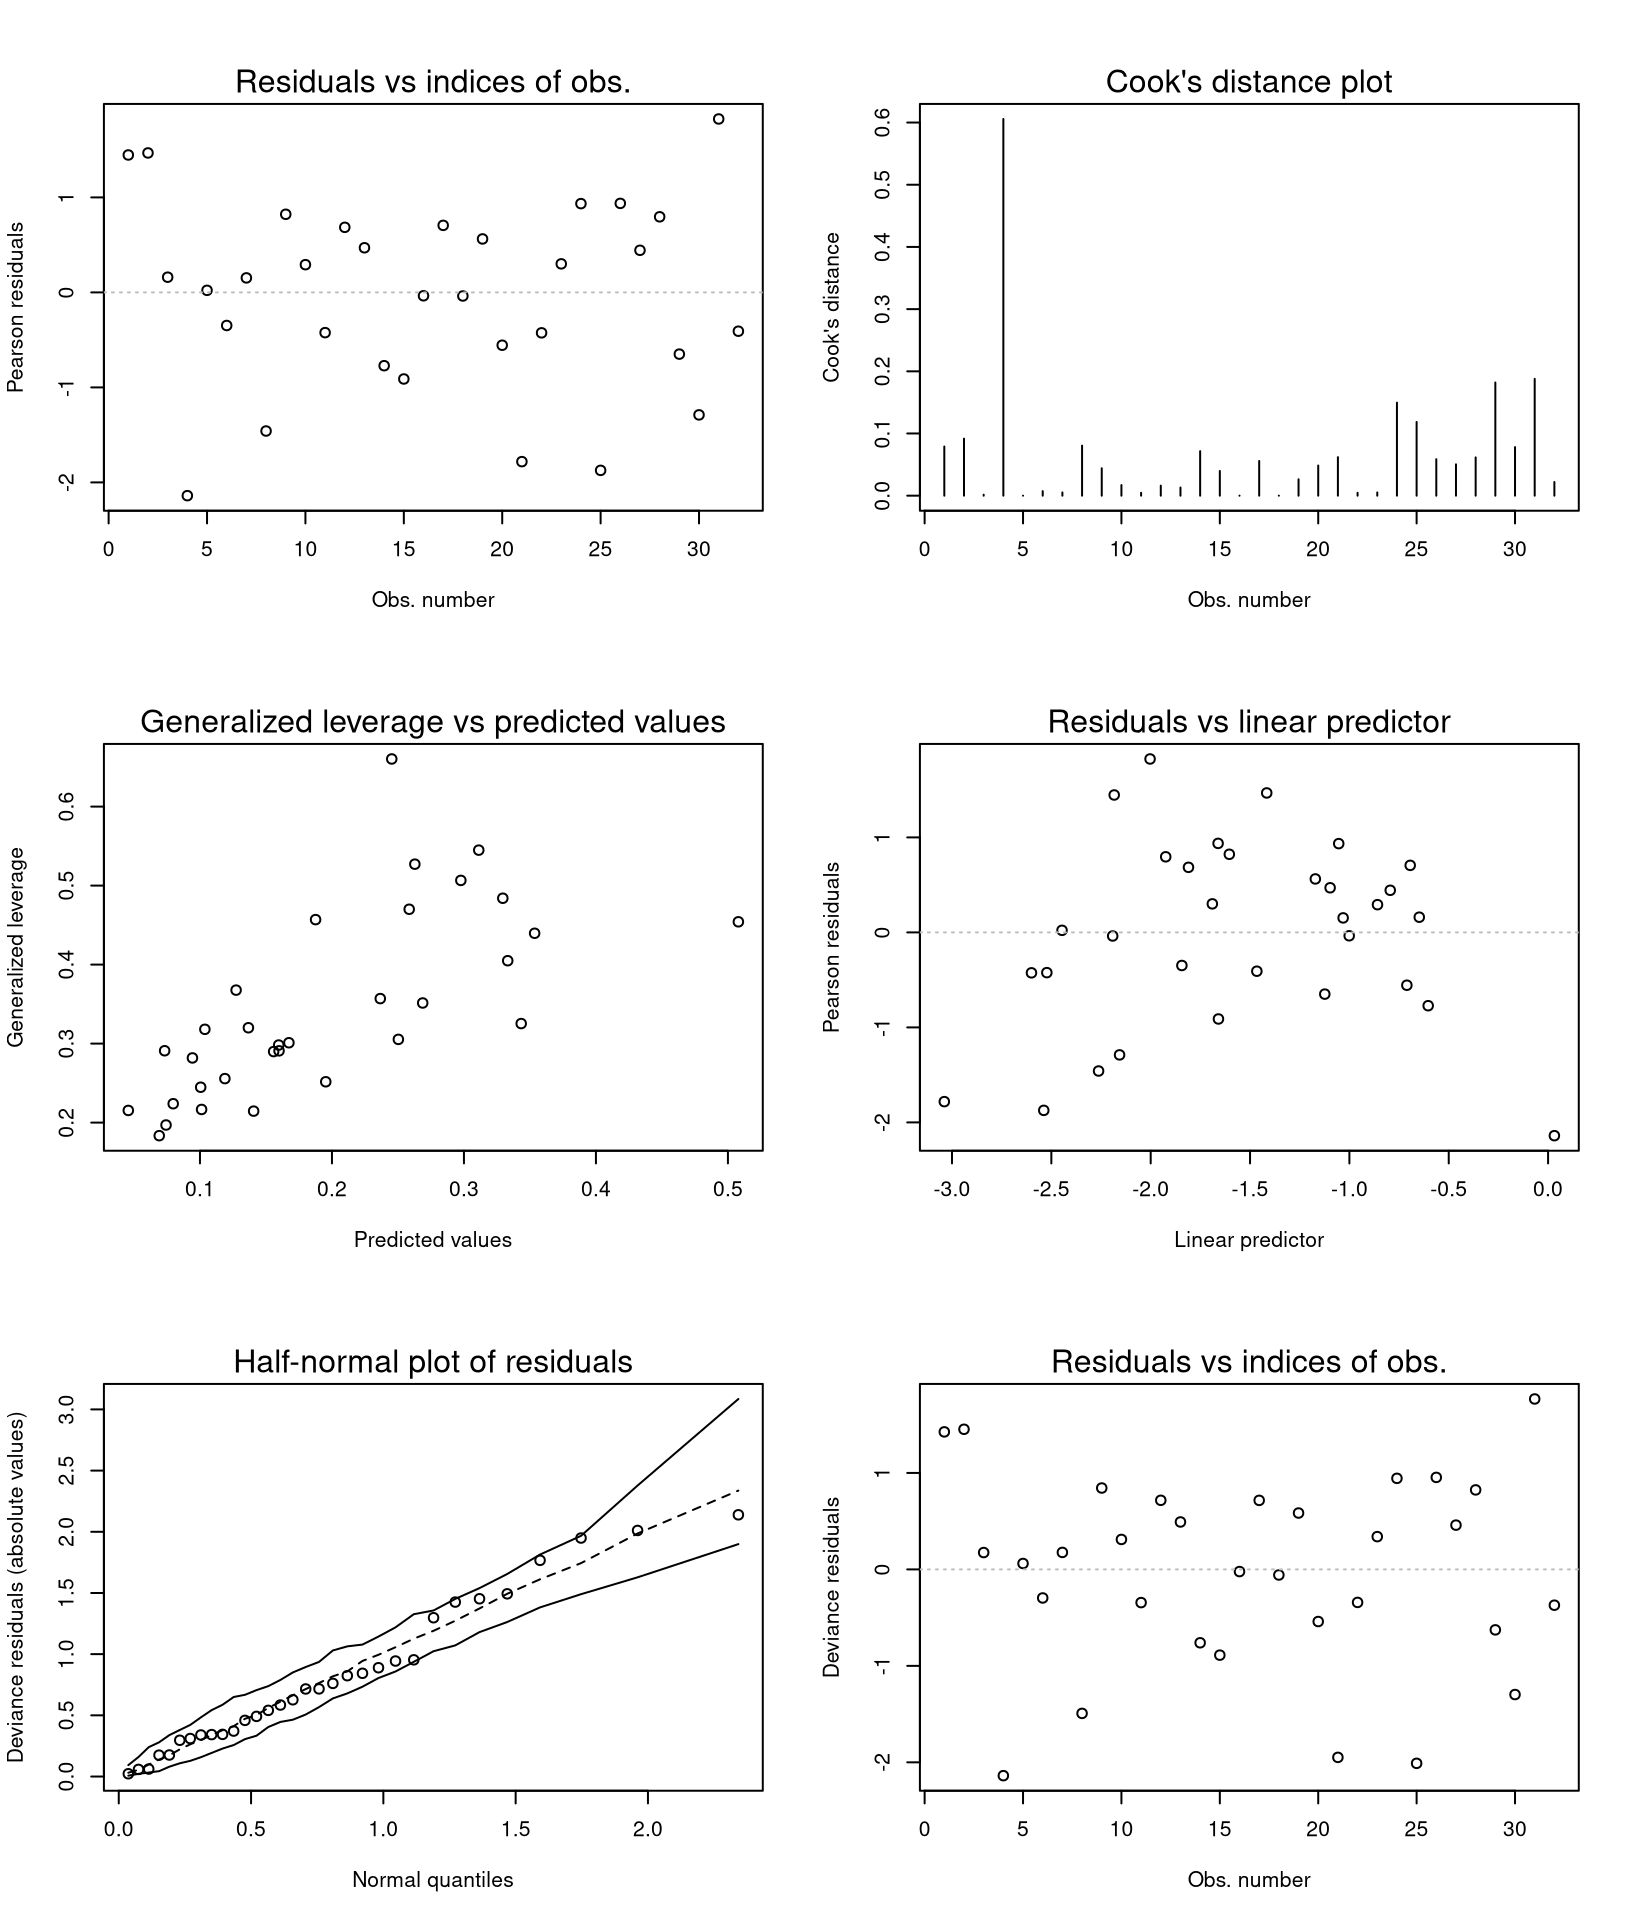 Residuals vs indices of obs.
Pearson residuals
-2 -1 0 1
0 5 10 15 20 25 30
Obs. number
Cook's distance plot
Cook's distance
0.0 0.1 0.2 0.3 0.4 0.5 0.6
0 5 10 15 20 25 30
Obs. number
Generalized leverage vs predicted values
Generalized leverage
0.2 0.3 0.4 0.5 0.6
0.1 0.2 0.3 0.4 0.5
Predicted values
Residuals vs linear predictor
Pearson residuals
-2 -1 0 1
-3.0 -2.5 -2.0 -1.5 -1.0 -0.5 0.0
Linear predictor
Half-normal plot of residuals
Deviance residuals (absolute values)
0.0 0.5 1.0 1.5 2.0 2.5 3.0
0.0 0.5 1.0 1.5 2.0
Normal quantiles
Residuals vs indices of obs.
Deviance residuals
-2 -1 0 1
0 5 10 15 20 25 30
Obs. number